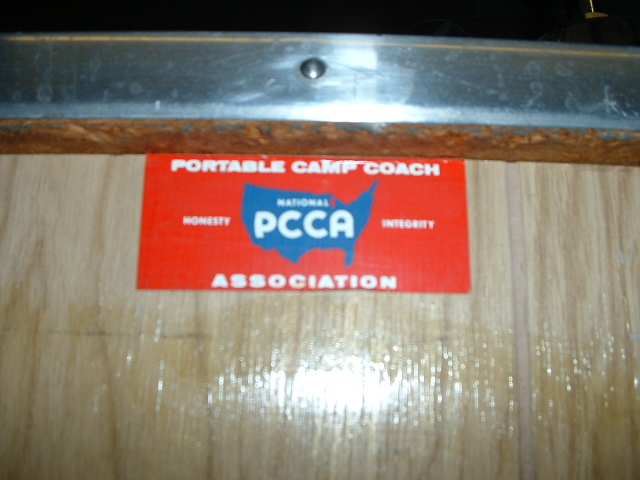 PORTABLE CAMP COACH
NATIONAL
HONESTY PCCA INTEGRITY
ASSOCIATION